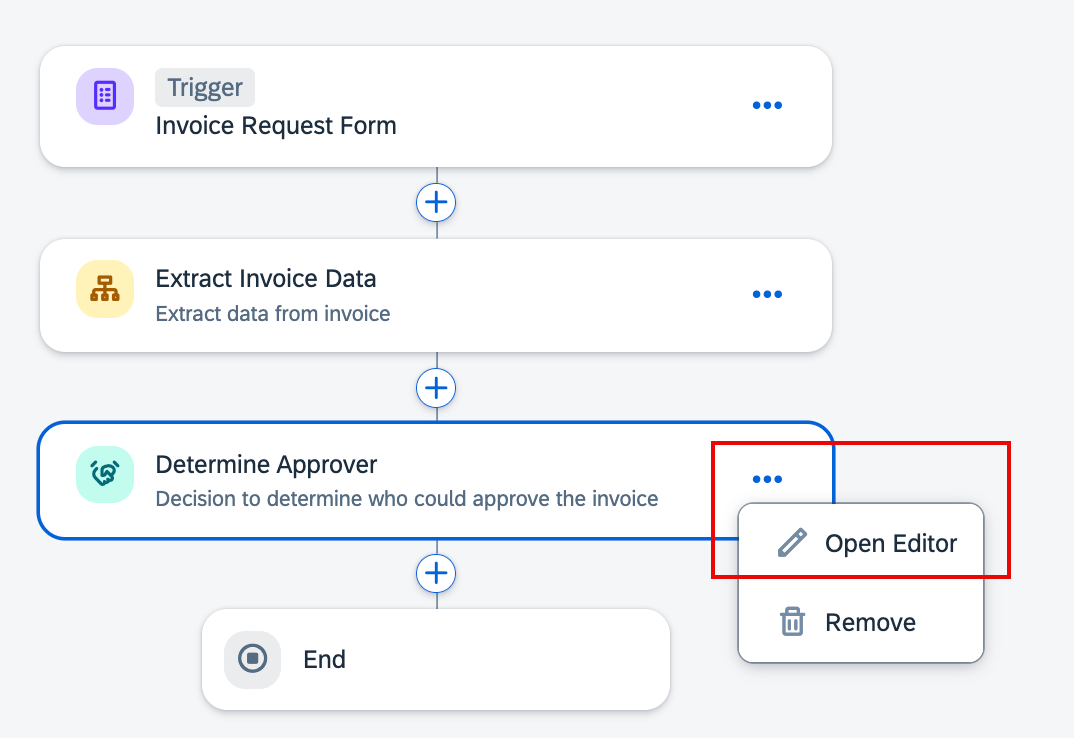 Trigger
Invoice Request Form
Extract Invoice Data
Extract data from invoice
Determine Approver
Decision to determine who could approve the invoice
Open Editor
Remove
End